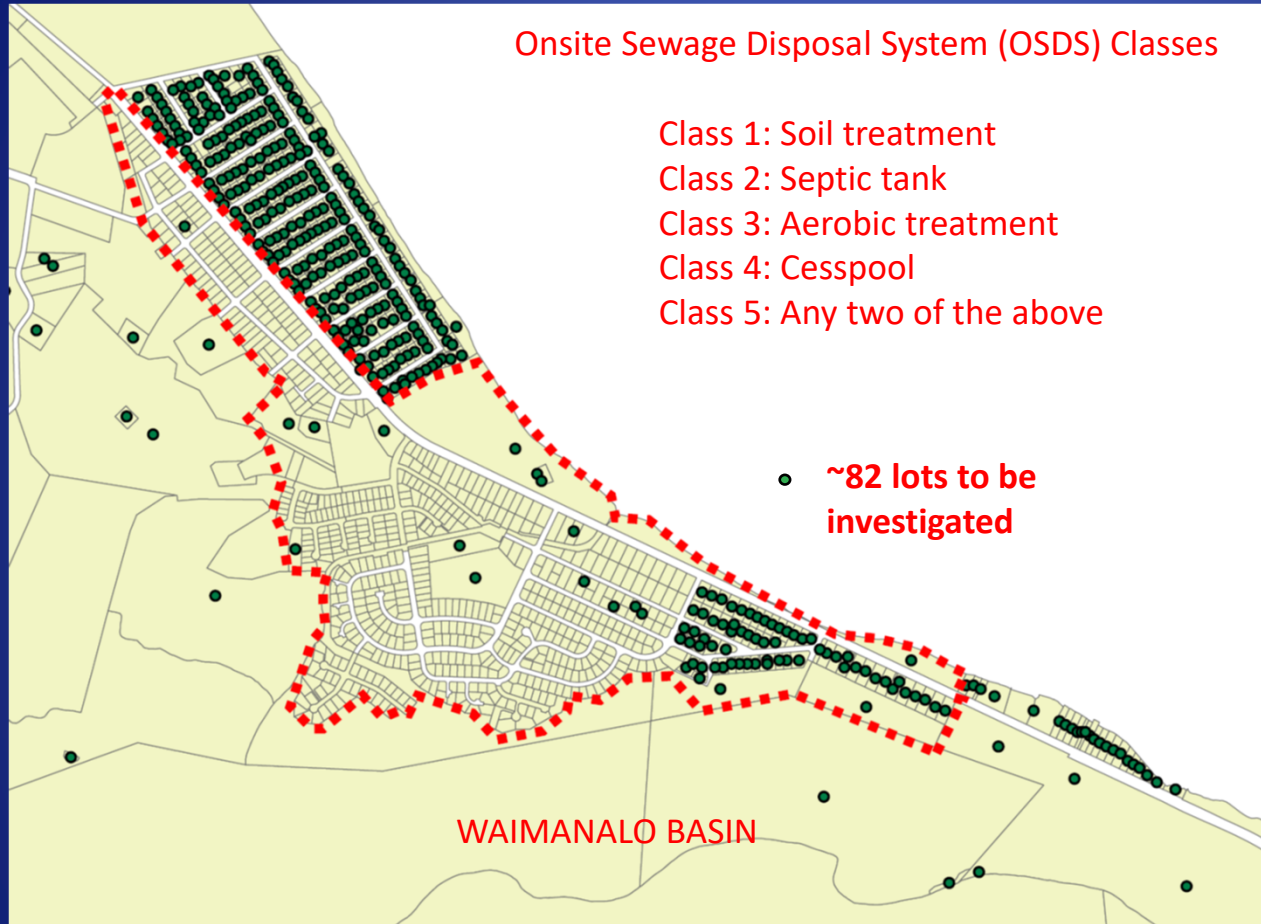 Onsite Sewage Disposal System (OSDS) Classes
Class 1: Soil treatment
Class 2: Septic tank
Class 3: Aerobic treatment
Class 4: Cesspool
Class 5: Any two of the above
~82 lots to be
investigated
WAIMANALO BASIN